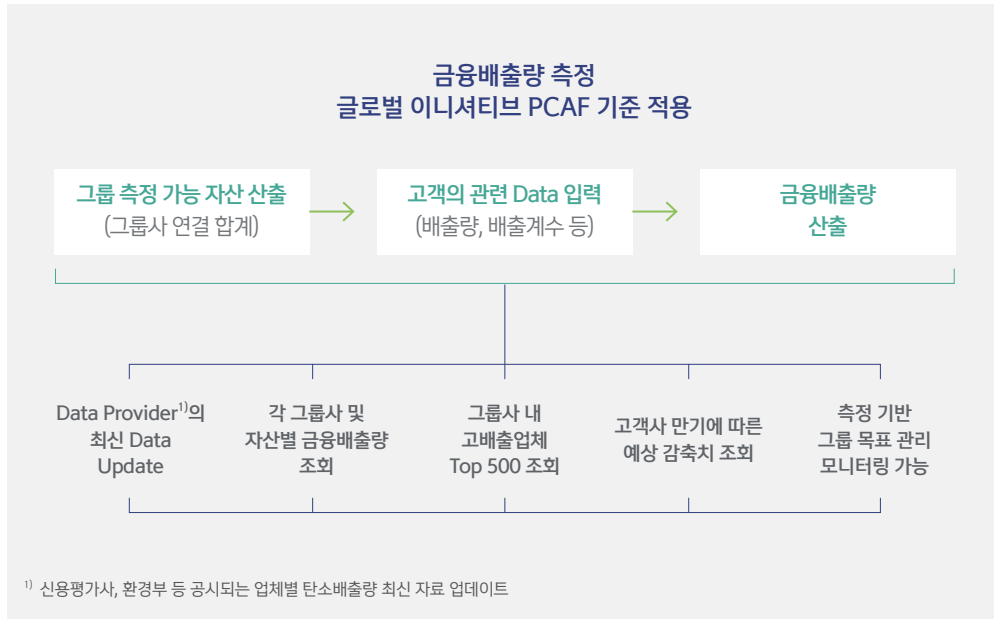 금융배출량 측정
글로벌 이니셔티브 PCAF 기준 적용
그룹 측정 가능 자산 산출
(그룹사 연결 합계)
고객의 관련 Data 입력
(배출량, 배출계수 등)
금융배출량
산출
Data Provider1)의
최신 Data
Update
각 그룹사 및
자산별 금융배출량
조회
그룹사 내
고배출업체
Top 500 조회
고객사 만기에 따른
예상 감축치 조회
측정 기반
그룹 목표 관리
모니터링 가능
1) 신용평가사, 환경부 등 공시되는 업체별 탄소배출량 최신 자료 업데이트